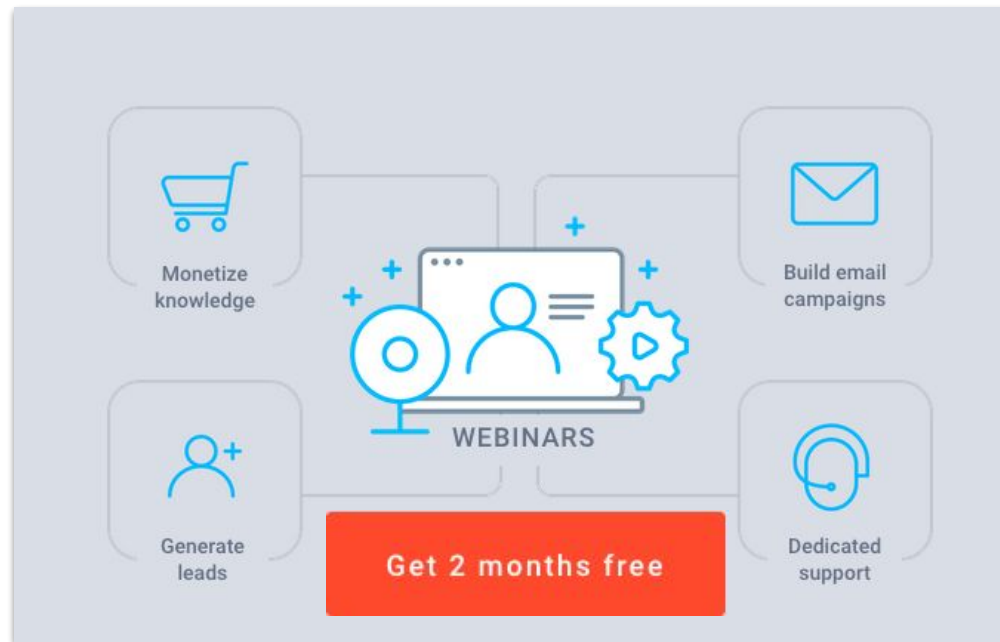 Monetize
knowledge
Build email
campaigns
WEBINARS
Generate
leads
Dedicated
support
Get 2 months free